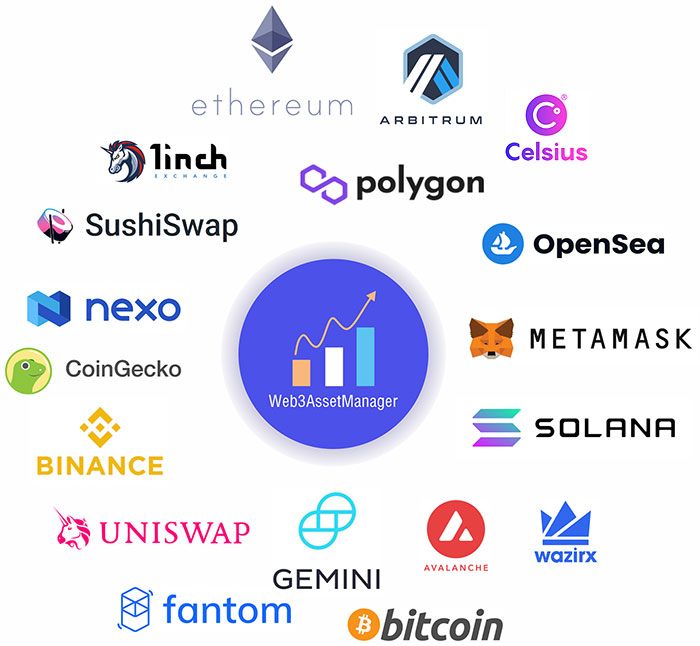 ethereum
ARBITRUM
®
Celsius
1inch
EXCHANGE
polygon
SushiSwap
OpenSea
nexo
METAMASK
CoinGecko
Web3AssetManager
SOLANA
BINANCE
UNISWAP
GEMINI
AVALANCHE
wazirx
fantom
bitcoin